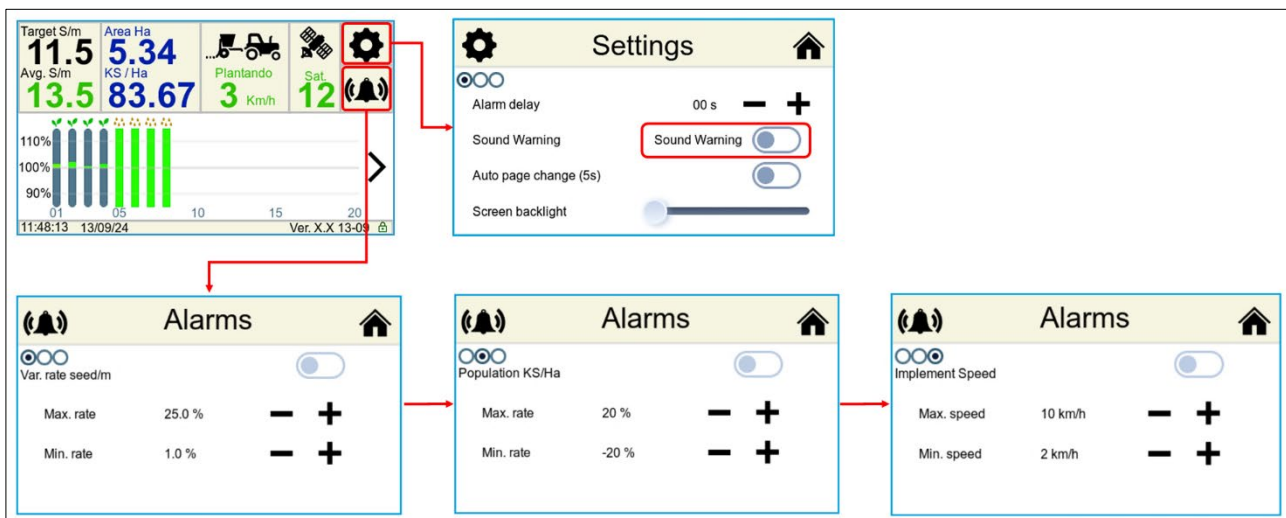 Target S/m Area Ha
11.5 5.34
Avg. S/m KS / Ha Plantando Sat.
13.5 83.67 3 Km/h 12
110%
100%
90%
01 05 10 15 20
11:48:13 13/09/24 Ver. X.X 13-09
Settings
Alarm delay 00 s
Sound Warning Sound Warning
Auto page change (5s)
Screen backlight
Alarms
Var. rate seed/m
Max. rate 25.0 %
Min. rate 1.0 %
Alarms
Population KS/Ha
Max. rate 20 %
Min. rate -20 %
Alarms
Implement Speed
Max. speed 10 km/h
Min. speed 2 km/h